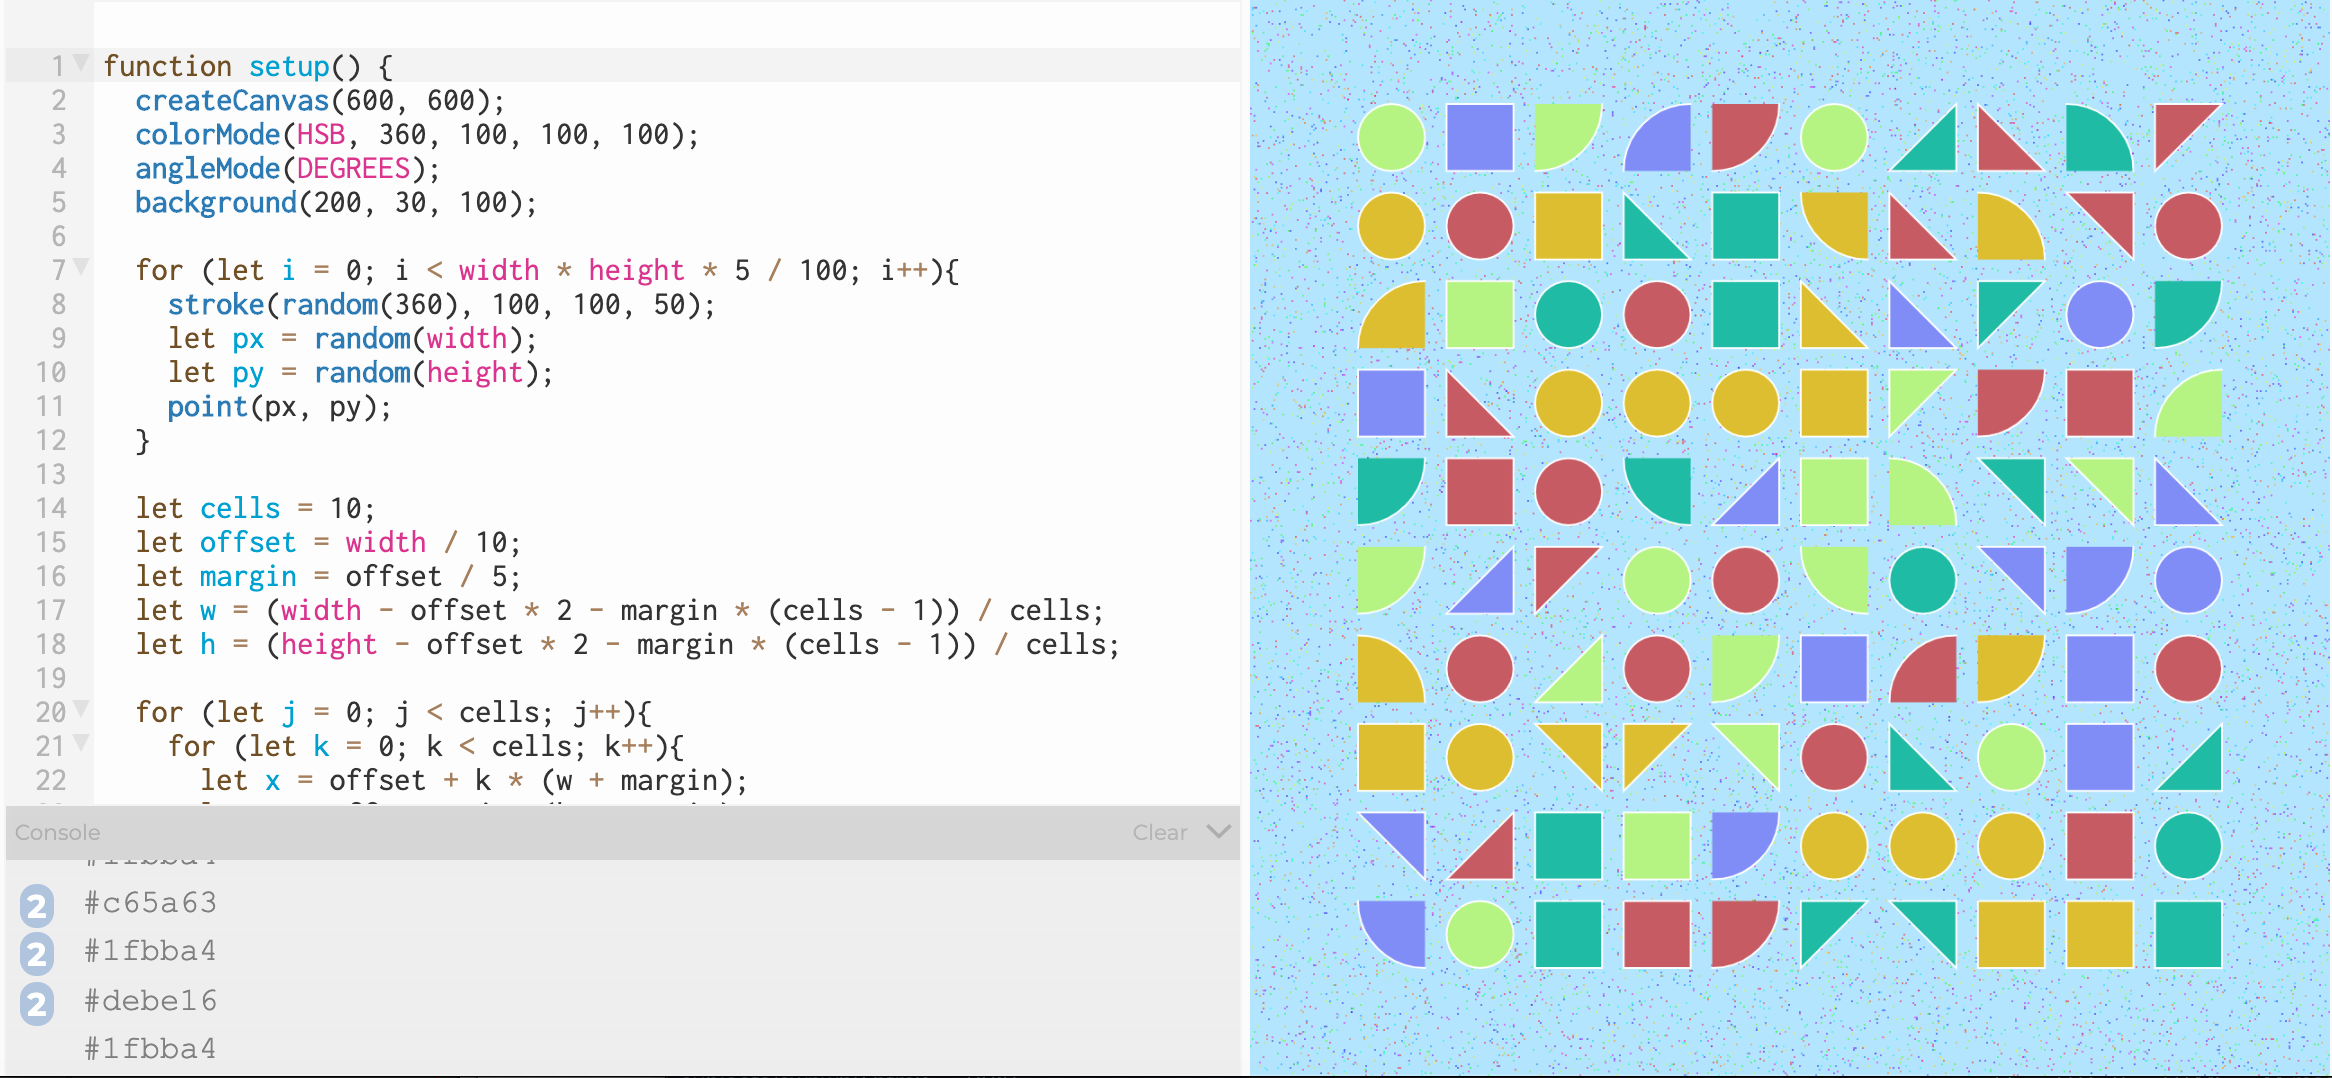 1 function setup() {
2 createCanvas(600, 600);
3 colorMode(HSB, 360, 100, 100, 100);
4 angleMode(DEGREES);
5 background(200, 30, 100);
6
7 for (let i = 0; i < width * height * 5 / 100; i++){
8 stroke(random(360), 100, 100, 50);
9 let px = random(width);
10 let py = random(height);
11 point(px, py);
12 }
13
14 let cells = 10;
15 let offset = width / 10;
16 let margin = offset / 5;
17 let w = (width - offset * 2 - margin * (cells - 1)) / cells;
18 let h = (height - offset * 2 - margin * (cells - 1)) / cells;
19
20 for (let j = 0; j < cells; j++){
21 for (let k = 0; k < cells; k++){
22 let x = offset + k * (w + margin);
Console Clear
2 #c65a63
2 #1fbba4
2 #debe16
#1fbba4